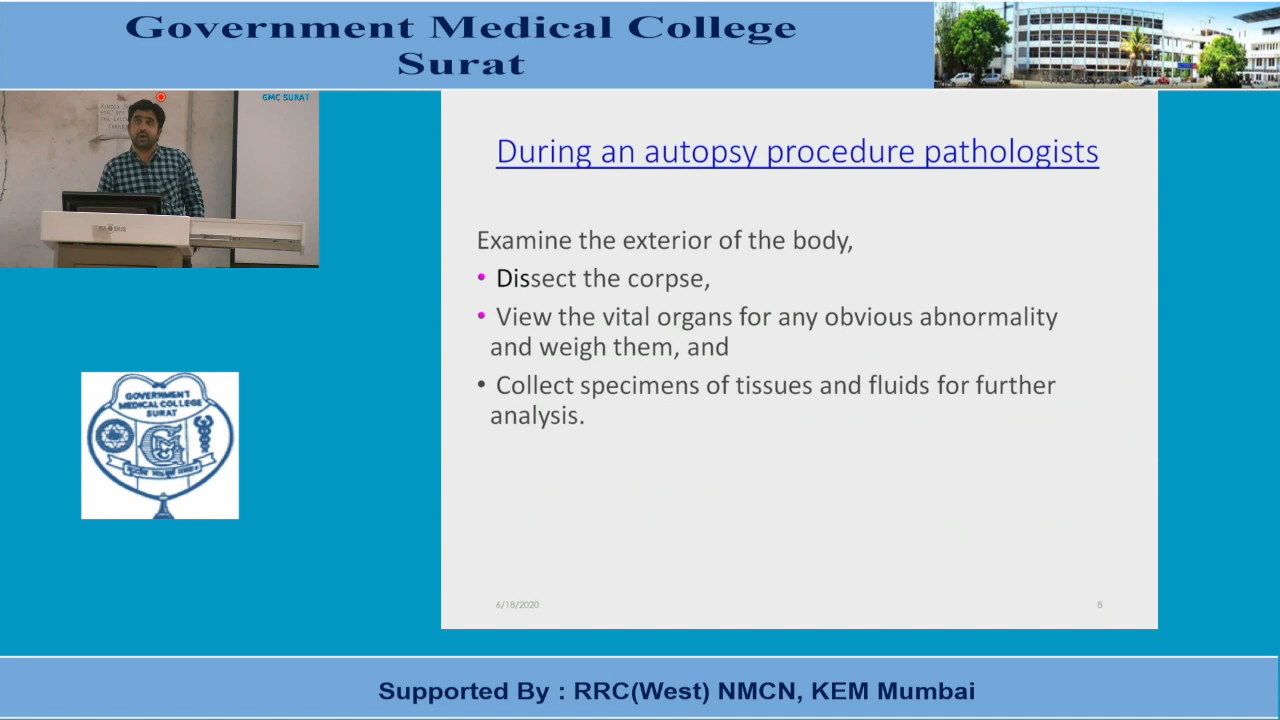 Government Medical College
Surat
GMC SURAT
During an autopsy procedure pathologists
Examine the exterior of the body,
• Dissect the corpse,
• View the vital organs for any obvious abnormality
and weigh them, and
• Collect specimens of tissues and fluids for further
analysis.
GOVERNMENT
MEDICAL COLLEGE
SURAT
6/18/2020
8
Supported By : RRC(West) NMCN, KEM Mumbai